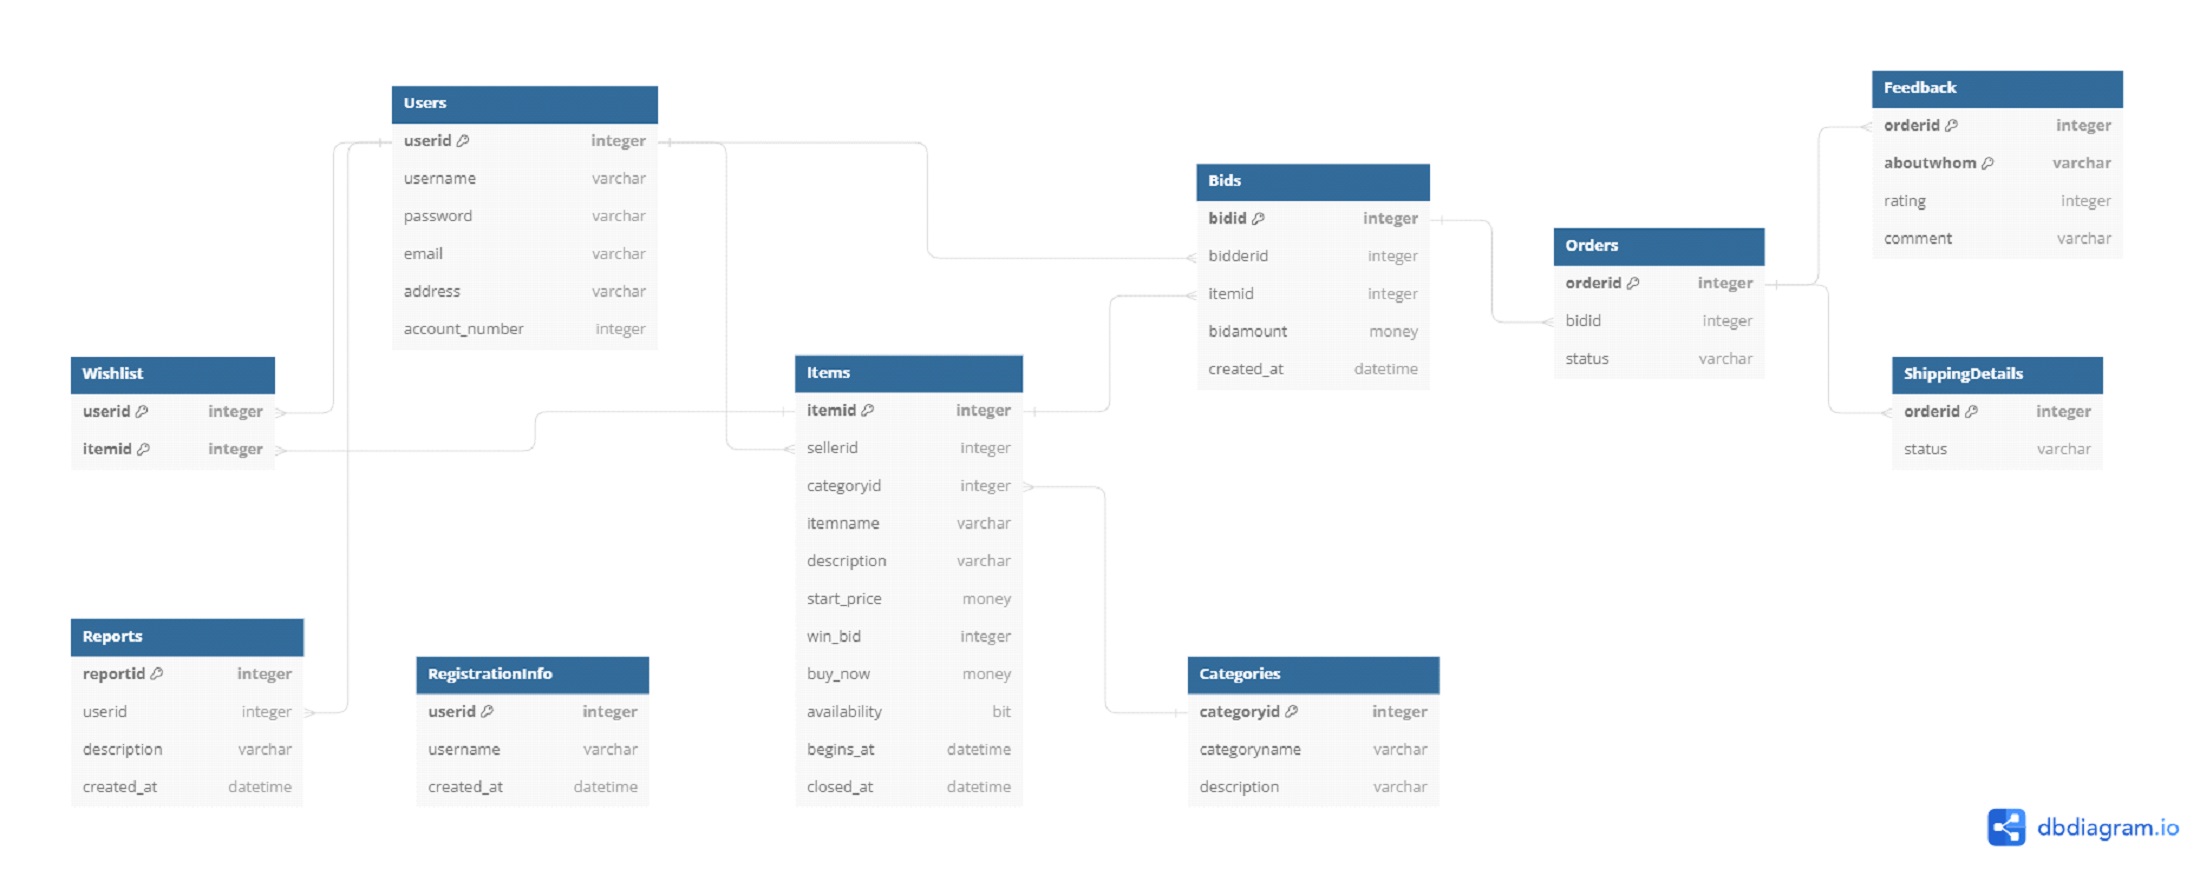 Users
userid integer
username varchar
password varchar
email varchar
address varchar
account_number integer
Wishlist
userid integer
itemid integer
Reports
reportid integer
userid integer
description varchar
created_at datetime
RegistrationInfo
userid integer
username varchar
created_at datetime
Items
itemid integer
sellerid integer
categoryid integer
itemname varchar
description varchar
start_price money
win_bid integer
buy_now money
availability bit
begins_at datetime
closed_at datetime
Bids
bidid integer
bidderid integer
itemid integer
bidamount money
created_at datetime
Categories
categoryid integer
categoryname varchar
description varchar
Orders
orderid integer
bidid integer
status varchar
Feedback
orderid integer
aboutwhom varchar
rating integer
comment varchar
ShippingDetails
orderid integer
status varchar
dbdiagram.io